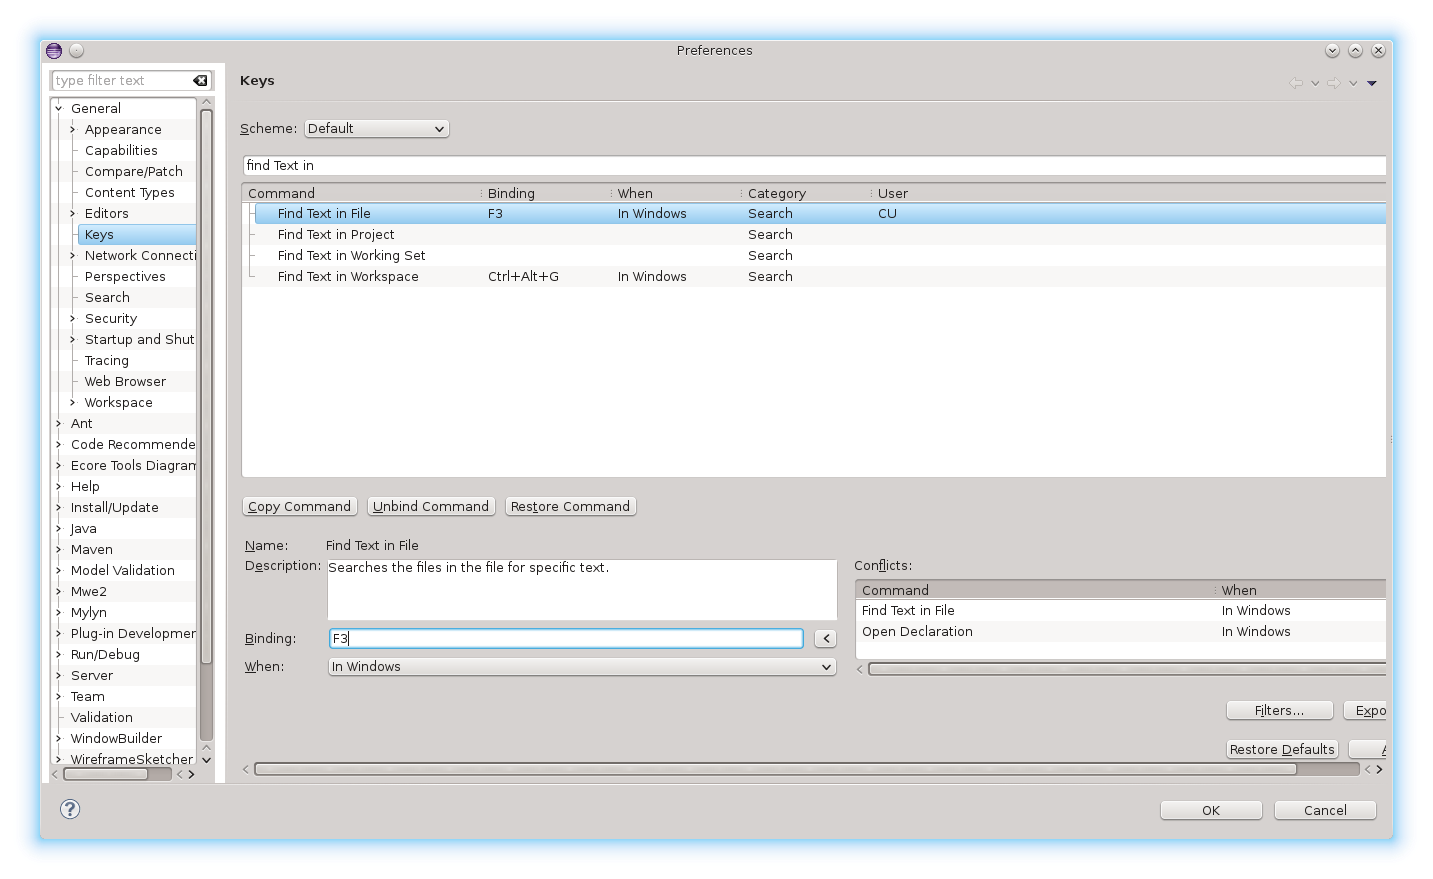 Preferences
type filter text
General
Appearance
Capabilities
Compare/Patch
Content Types
Editors
Keys
Network Connecti
Perspectives
Search
Security
Startup and Shut
Tracing
Web Browser
Workspace
Ant
Code Recommende
Ecore Tools Diagram
Help
Install/Update
Java
Maven
Model Validation
Mwe2
Mylyn
Plug-in Developmer
Run/Debug
Server
Team
Validation
WindowBuilder
WireframeSketcher
Keys
Scheme: Default
find Text in
Command Binding When Category User
Find Text in File F3 In Windows Search CU
Find Text in Project Search
Find Text in Working Set Search
Find Text in Workspace Ctrl+Alt+G In Windows Search
Copy Command Unbind Command Restore Command
Name: Find Text in File
Description: Searches the files in the file for specific text.
Binding: F3 <
When: In Windows
Conflicts:
Command When
Find Text in File In Windows
Open Declaration In Windows
Filters... Expo
Restore Defaults A
? OK Cancel